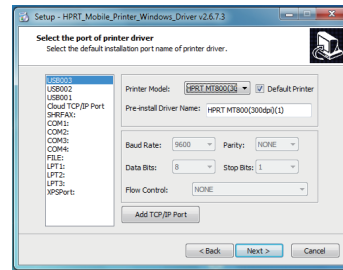 Setup - HPRT_Mobile_Printer_Windows_Driver v2.6.7.3
Select the port of printer driver
Select the default installation port name of printer driver.
USB003
USB002
USB001
Cloud TCP/IP Port
SHRFAX:
COM1:
COM2:
COM3:
COM4:
FILE:
LPT1:
LPT2:
LPT3:
XPSPort:
Printer Model: HPRT MT800(30 Default Printer
Pre-install Driver Name: HPRT MT800(300dpi)(1)
Baud Rate: 9600 Parity: NONE
Data Bits: 8 Stop Bits: 1
Flow Control: NONE
Add TCP/IP Port
< Back Next > Cancel